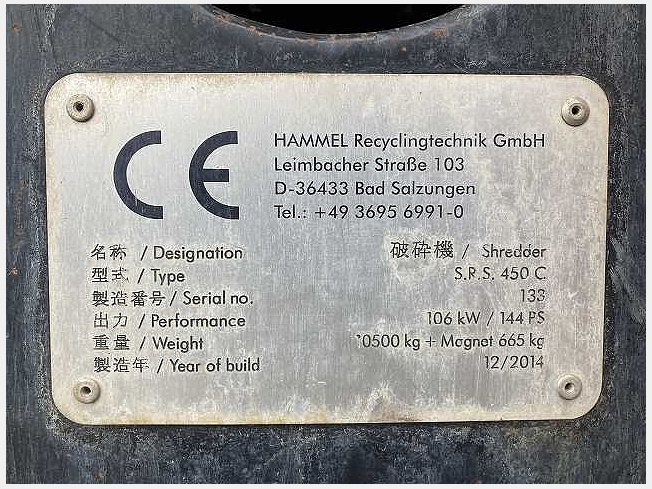 CE
HAMMEL Recyclingtechnik GmbH
Leimbacher Straße 103
D-36433 Bad Salzungen
Tel.: +49 3695 6991-0
名称 / Designation 破砕機 / Shredder
型式 / Type S.R.S. 450 C
製造番号 / Serial no. 133
出力 / Performance 106 kW / 144 PS
重量 / Weight 10500 kg + Magnet 665 kg
製造年 / Year of build 12/2014